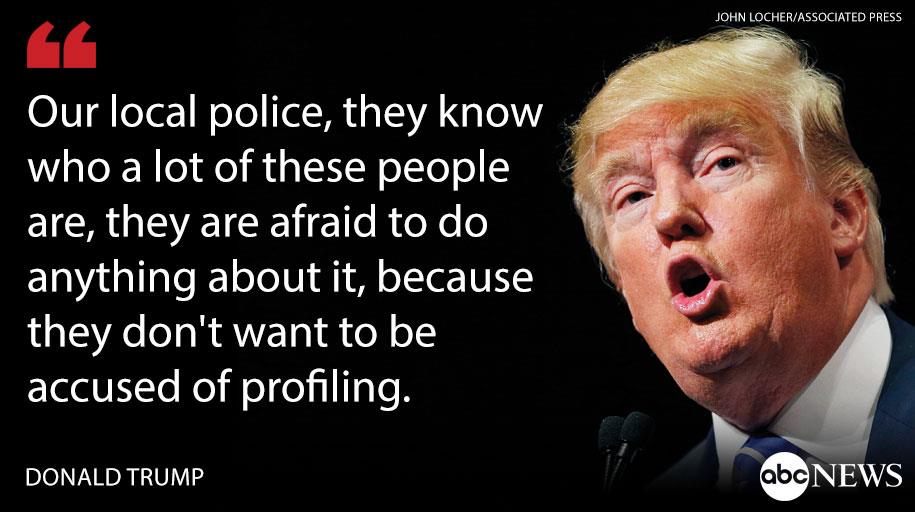 JOHN LOCHER/ASSOCIATED PRESS
“
Our local police, they know
who a lot of these people
are, they are afraid to do
anything about it, because
they don't want to be
accused of profiling.
DONALD TRUMP
abc NEWS